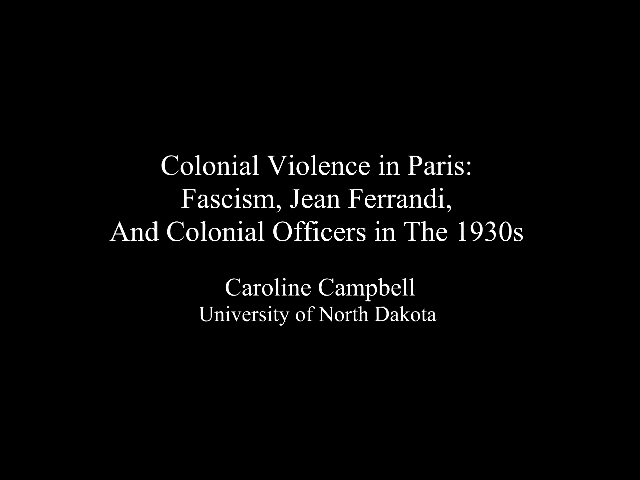 Colonial Violence in Paris:
Fascism, Jean Ferrandi,
And Colonial Officers in The 1930s
Caroline Campbell
University of North Dakota